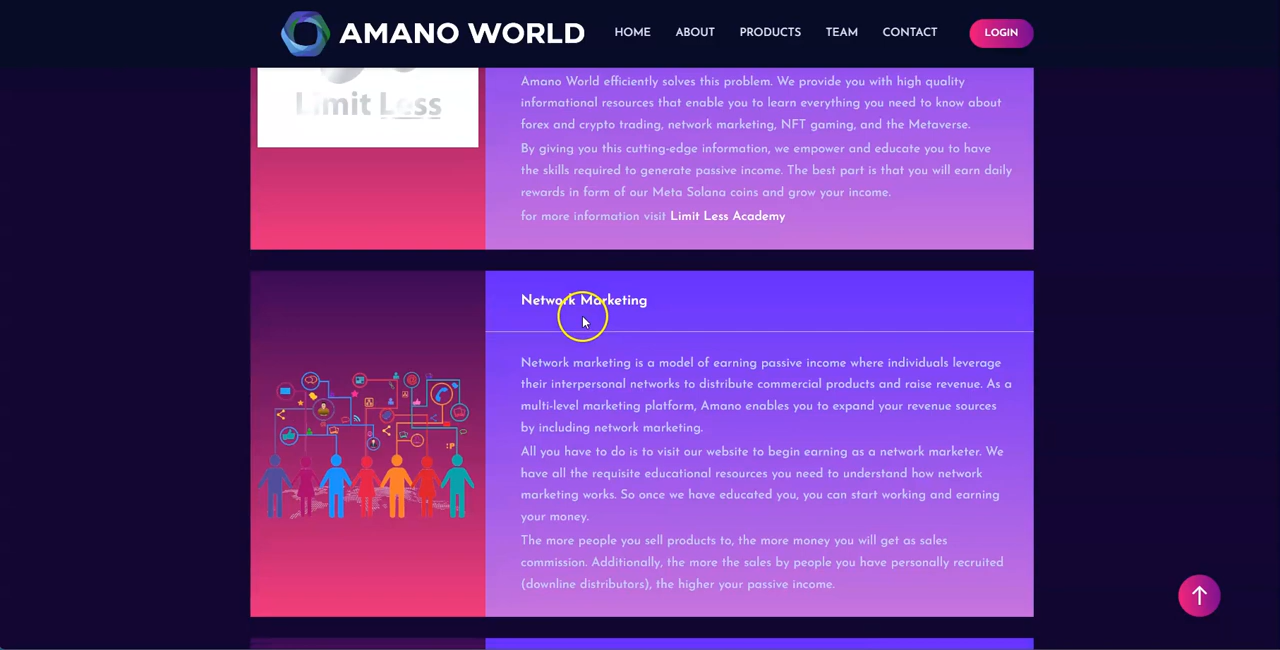 AMANO WORLD
HOME ABOUT PRODUCTS TEAM CONTACT LOGIN
Limit Less
Amano World efficiently solves this problem. We provide you with high quality
informational resources that enable you to learn everything you need to know about
forex and crypto trading, network marketing, NFT gaming, and the Metaverse.
By giving you this cutting-edge information, we empower and educate you to have
the skills required to generate passive income. The best part is that you will earn daily
rewards in form of our Meta Solana coins and grow your income.
for more information visit Limit Less Academy
Network Marketing
Network marketing is a model of earning passive income where individuals leverage
their interpersonal networks to distribute commercial products and raise revenue. As a
multi-level marketing platform, Amano enables you to expand your revenue sources
by including network marketing.
All you have to do is to visit our website to begin earning as a network marketer. We
have all the requisite educational resources you need to understand how network
marketing works. So once we have educated you, you can start working and earning
your money.
The more people you sell products to, the more money you will get as sales
commission. Additionally, the more the sales by people you have personally recruited
(downline distributors), the higher your passive income.